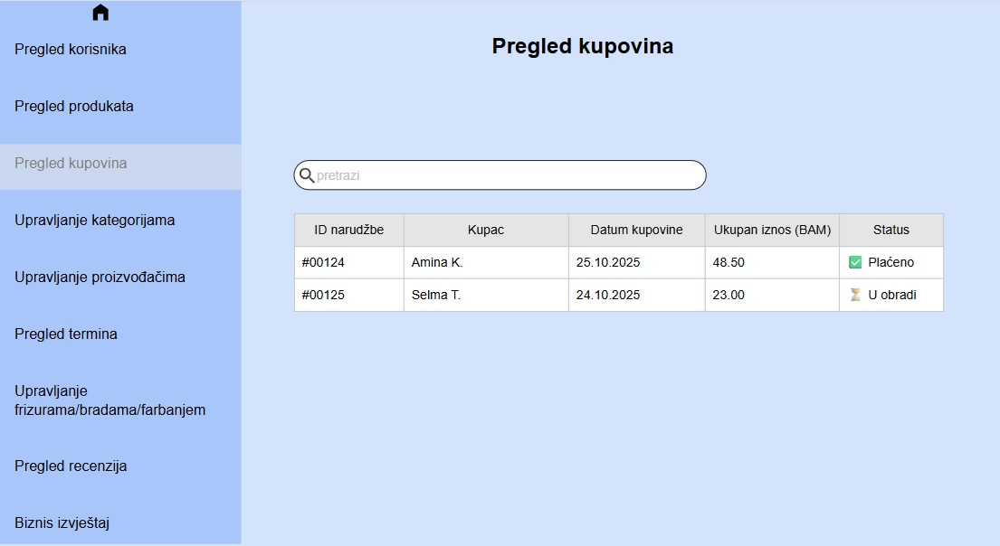 Pregled korisnika
Pregled produkata
Pregled kupovina
Upravljanje kategorijama
Upravljanje proizvođačima
Pregled termina
Upravljanje
frizurama/bradama/farbanjem
Pregled recenzija
Biznis izvještaj
Pregled kupovina
pretrazi
ID narudžbe Kupac Datum kupovine Ukupan iznos (BAM) Status
#00124 Amina K. 25.10.2025 48.50 ✅ Plaćeno
#00125 Selma T. 24.10.2025 23.00 ⏳ U obradi